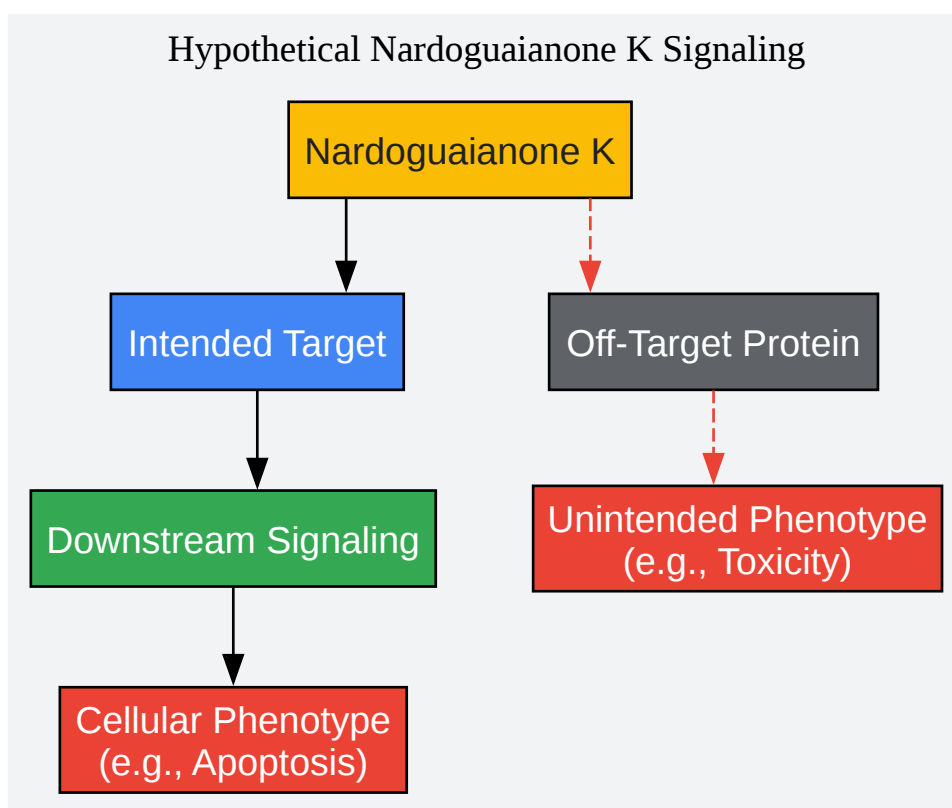 Hypothetical Nardoguaianone K Signaling
Nardoguaianone K
Intended Target
Off-Target Protein
Downstream Signaling
Unintended Phenotype
(e.g., Toxicity)
Cellular Phenotype
(e.g., Apoptosis)